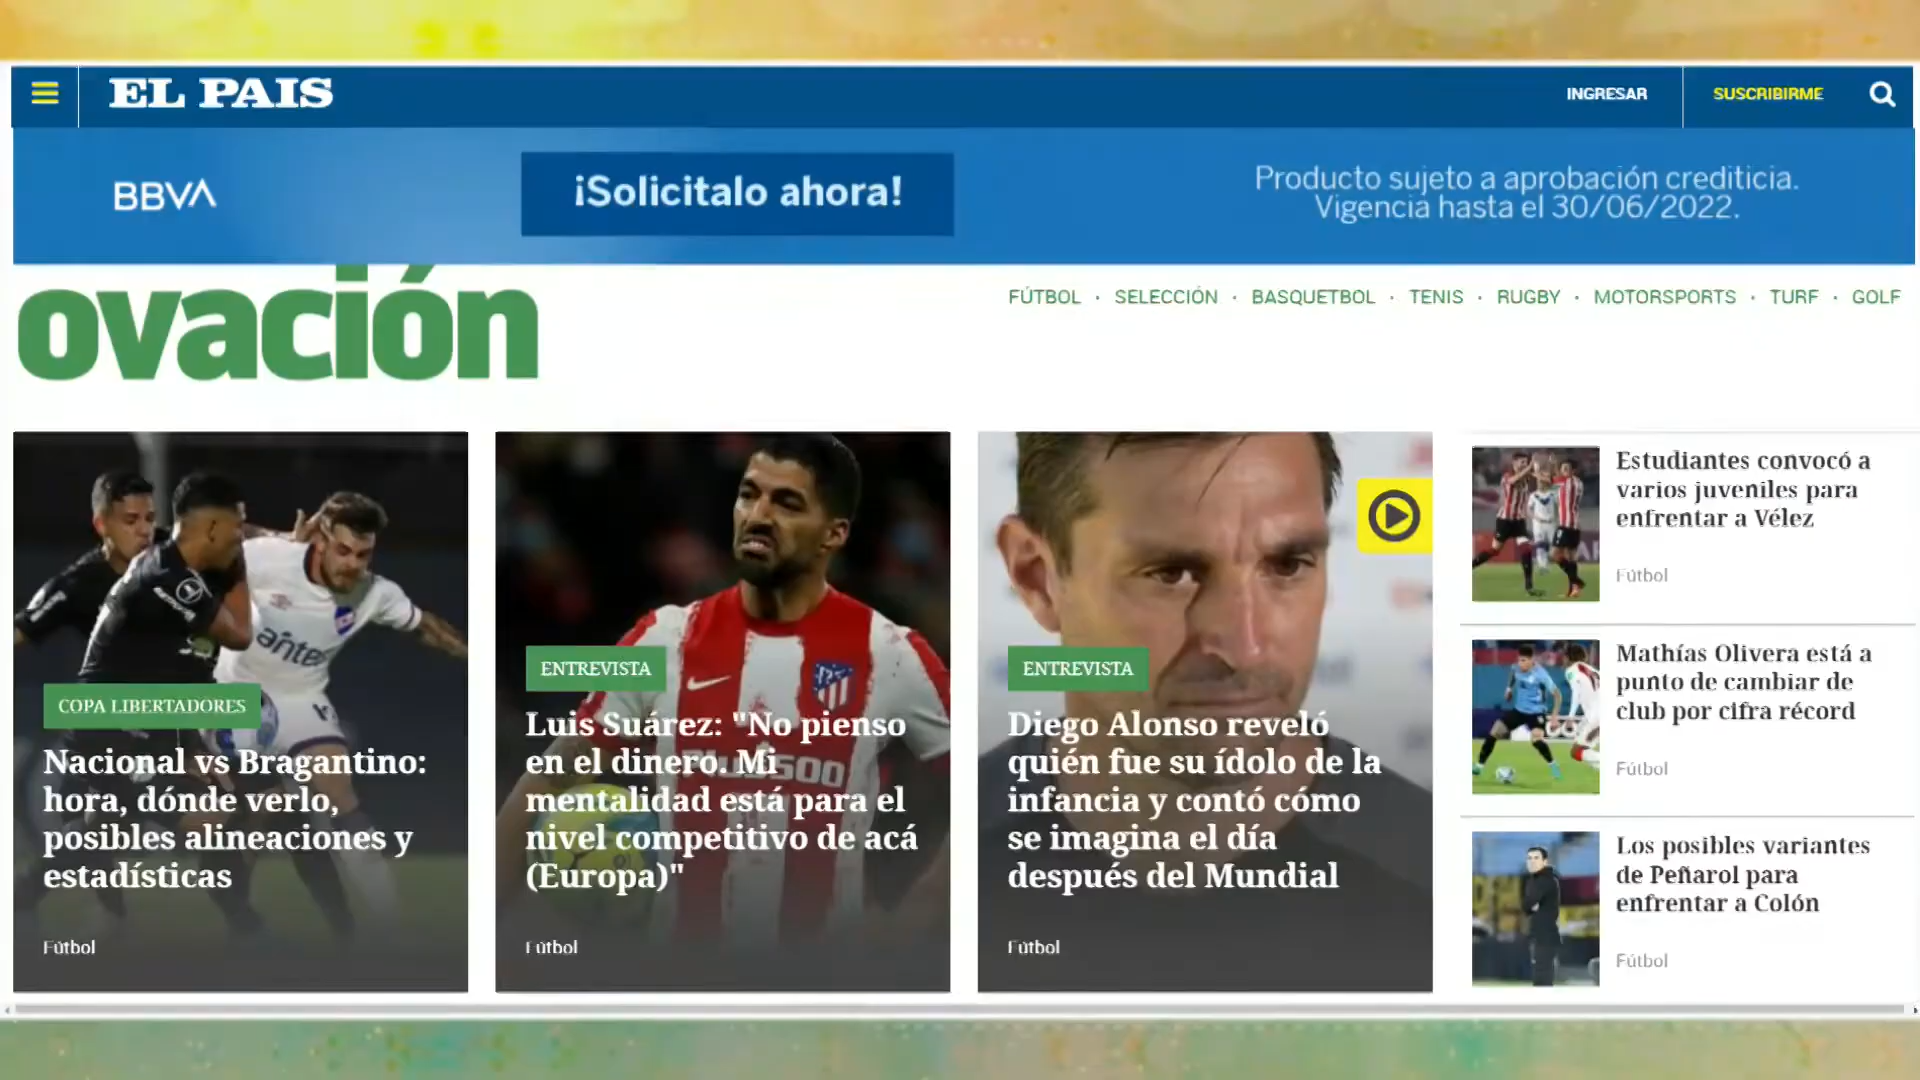 EL PAIS
INGRESAR
SUSCRIBIRME
BBVA
¡Solicitalo ahora!
Producto sujeto a aprobación crediticia.
Vigencia hasta el 30/06/2022.
ovación
FÚTBOL · SELECCIÓN · BASQUETBOL · TENIS · RUGBY · MOTORSPORTS · TURF · GOLF
COPA LIBERTADORES
Nacional vs Bragantino:
hora, dónde verlo,
posibles alineaciones y
estadísticas
Fútbol
ENTREVISTA
Luis Suárez: "No pienso
en el dinero. Mi
mentalidad está para el
nivel competitivo de acá
(Europa)"
Fútbol
ENTREVISTA
Diego Alonso reveló
quién fue su ídolo de la
infancia y contó cómo
se imagina el día
después del Mundial
Fútbol
Estudiantes convocó a
varios juveniles para
enfrentar a Vélez
Fútbol
Mathías Olivera está a
punto de cambiar de
club por cifra récord
Fútbol
Los posibles variantes
de Peñarol para
enfrentar a Colón
Fútbol